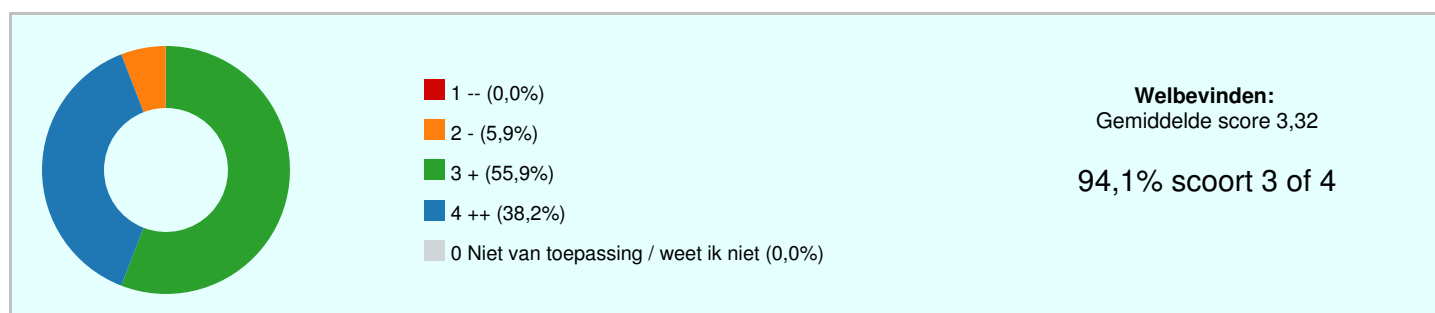 1 -- (0,0%)
2 - (5,9%)
3 + (55,9%)
4 ++ (38,2%)
0 Niet van toepassing / weet ik niet (0,0%)
Welbevinden:
Gemiddelde score 3,32
94,1% scoort 3 of 4